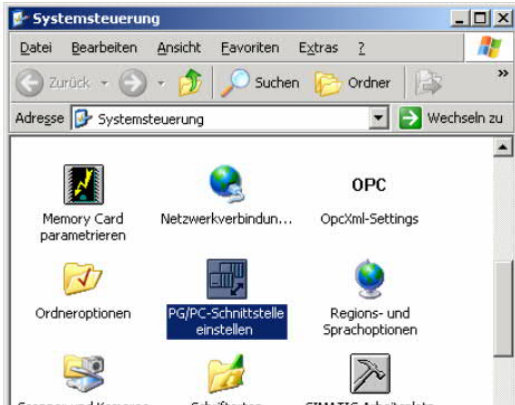 Systemsteuerung
Datei Bearbeiten Ansicht Favoriten Extras ?
Zurück Suchen Ordner »
Adresse Systemsteuerung Wechseln zu
Memory Card
parametrieren
Netzwerkverbindun...
OPC
OpcXml-Settings
Ordneroptionen
PG/PC-Schnittstelle
einstellen
Regions- und
Sprachoptionen